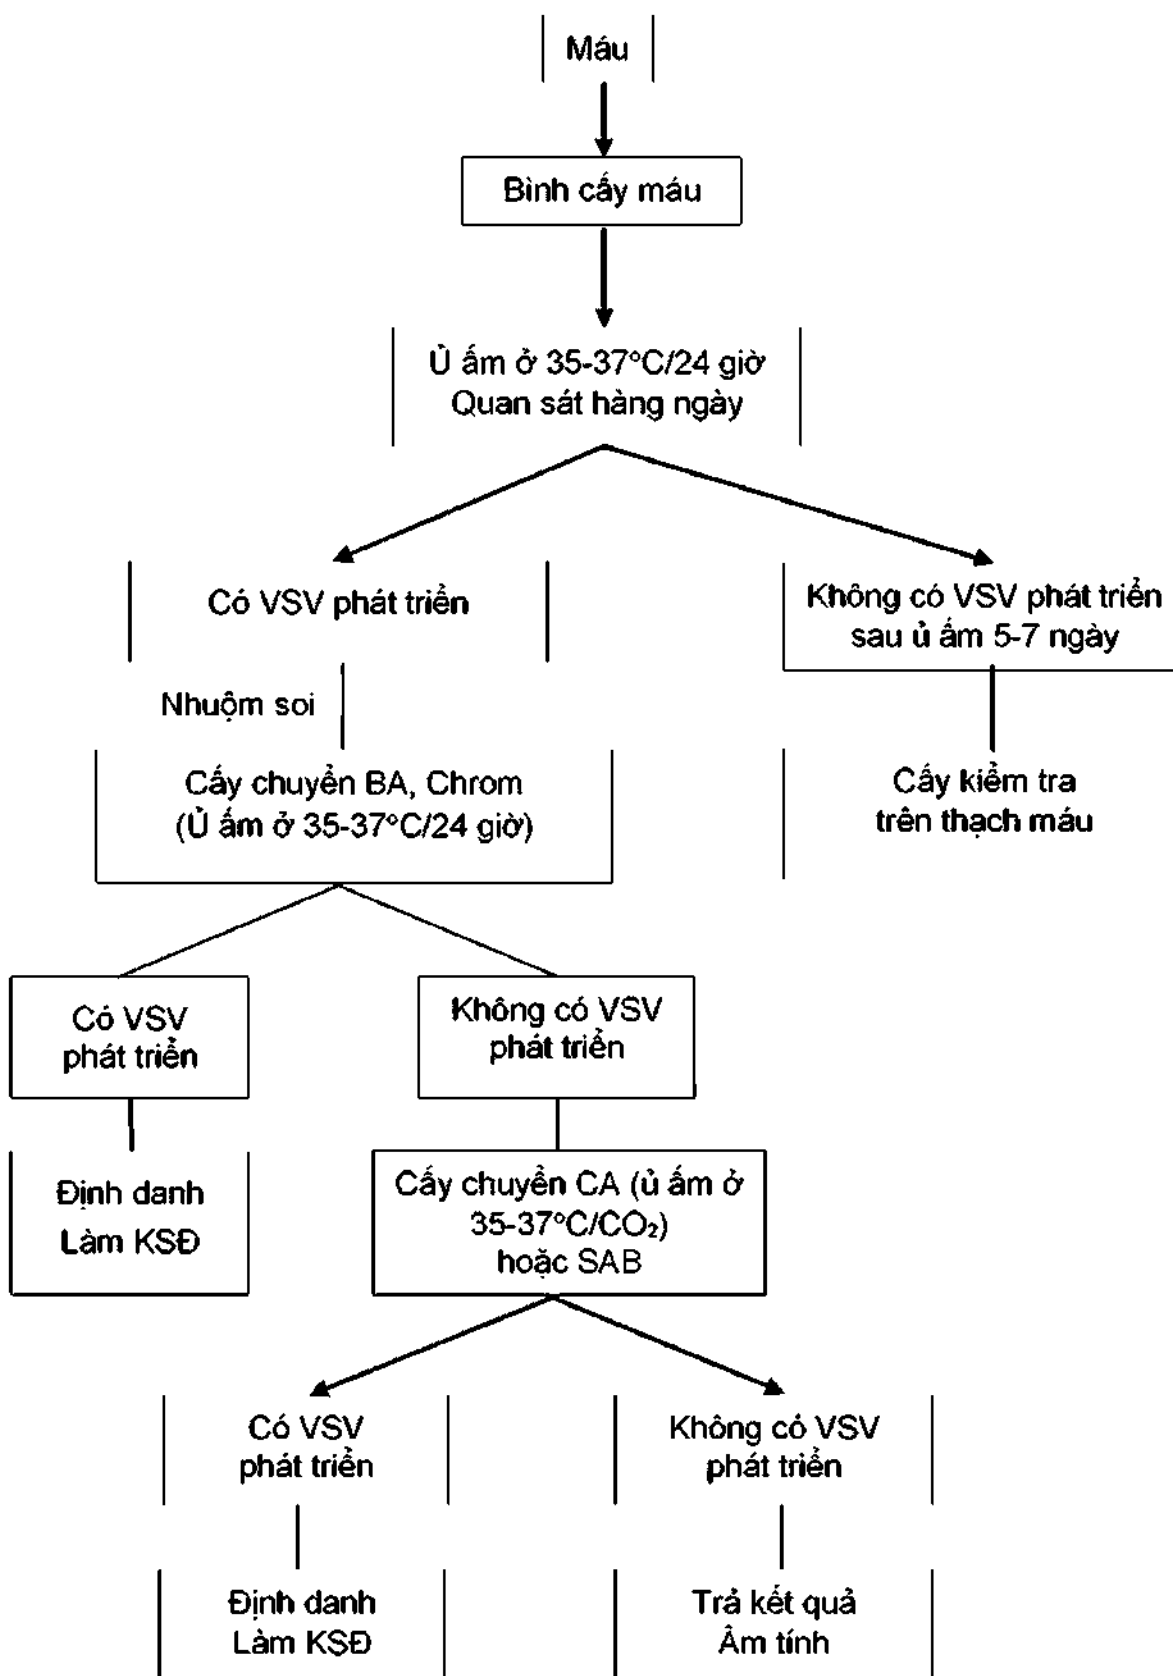 Máu
Bình cấy máu
Ủ ấm ở 35-37°C/24 giờ
Quan sát hàng ngày
Có VSV phát triển
Không có VSV phát triển
sau ủ ấm 5-7 ngày
Nhuộm soi
Cấy chuyển BA, Chrom
(Ủ ấm ở 35-37°C/24 giờ)
Cấy kiểm tra
trên thạch máu
Có VSV
phát triển
Không có VSV
phát triển
Định danh
Làm KSĐ
Cấy chuyển CA (ủ ấm ở
35-37°C/CO₂)
hoặc SAB
Có VSV
phát triển
Không có VSV
phát triển
Định danh
Làm KSĐ
Trả kết quả
Âm tính